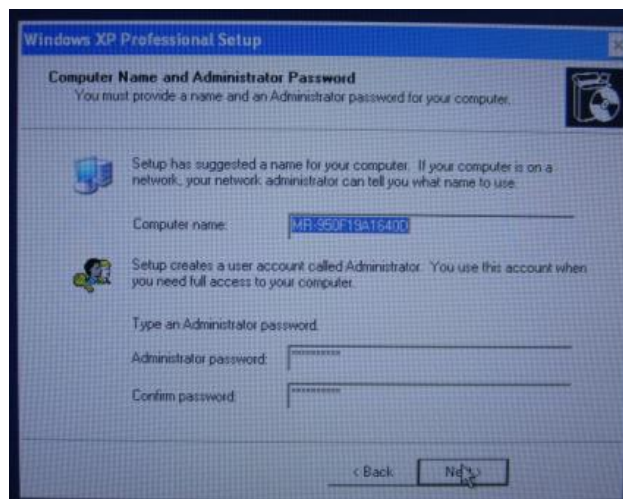 Windows XP Professional Setup
Computer Name and Administrator Password
You must provide a name and an Administrator password for your computer.
Setup has suggested a name for your computer. If your computer is on a
network, your network administrator can tell you what name to use.
Computer name:
MR-950F19A1640D
Setup creates a user account called Administrator. You use this account when
you need full access to your computer.
Type an Administrator password.
Administrator password: **********
Confirm password: **********
< Back
Next >